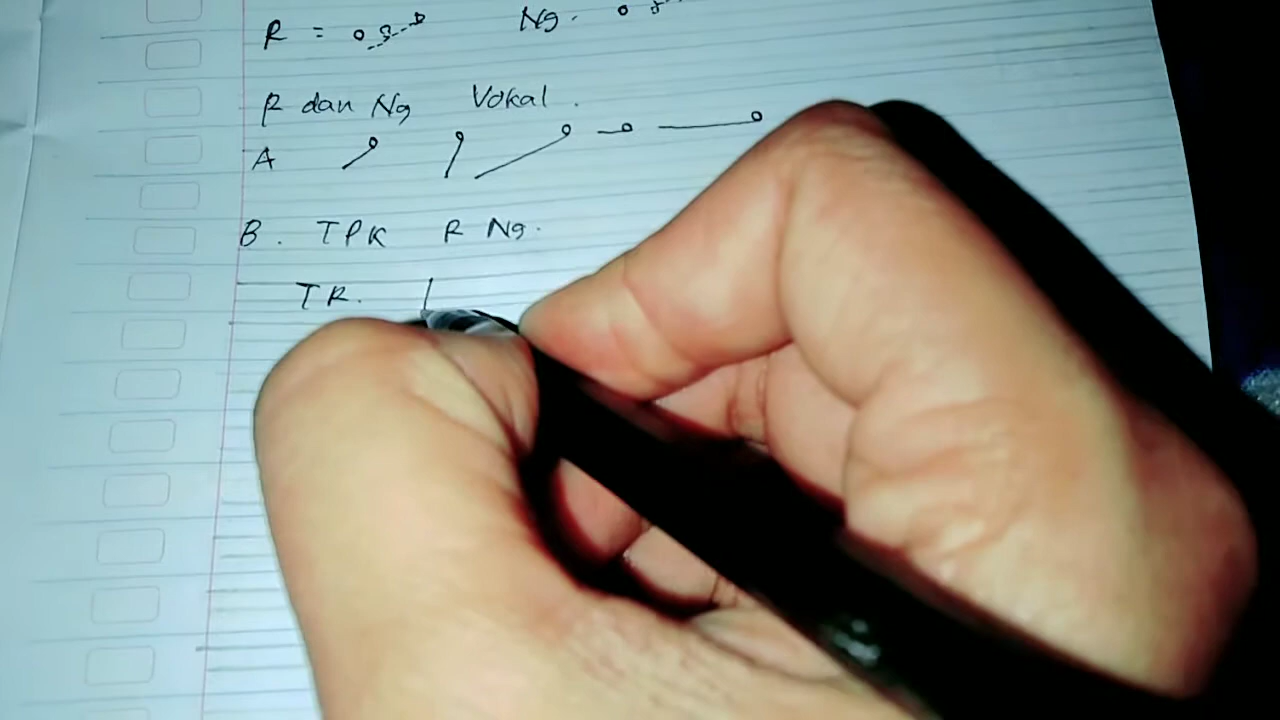 R =
Ng.
R dan Ng Vokal.
A
B. TPK R Ng.
TR.